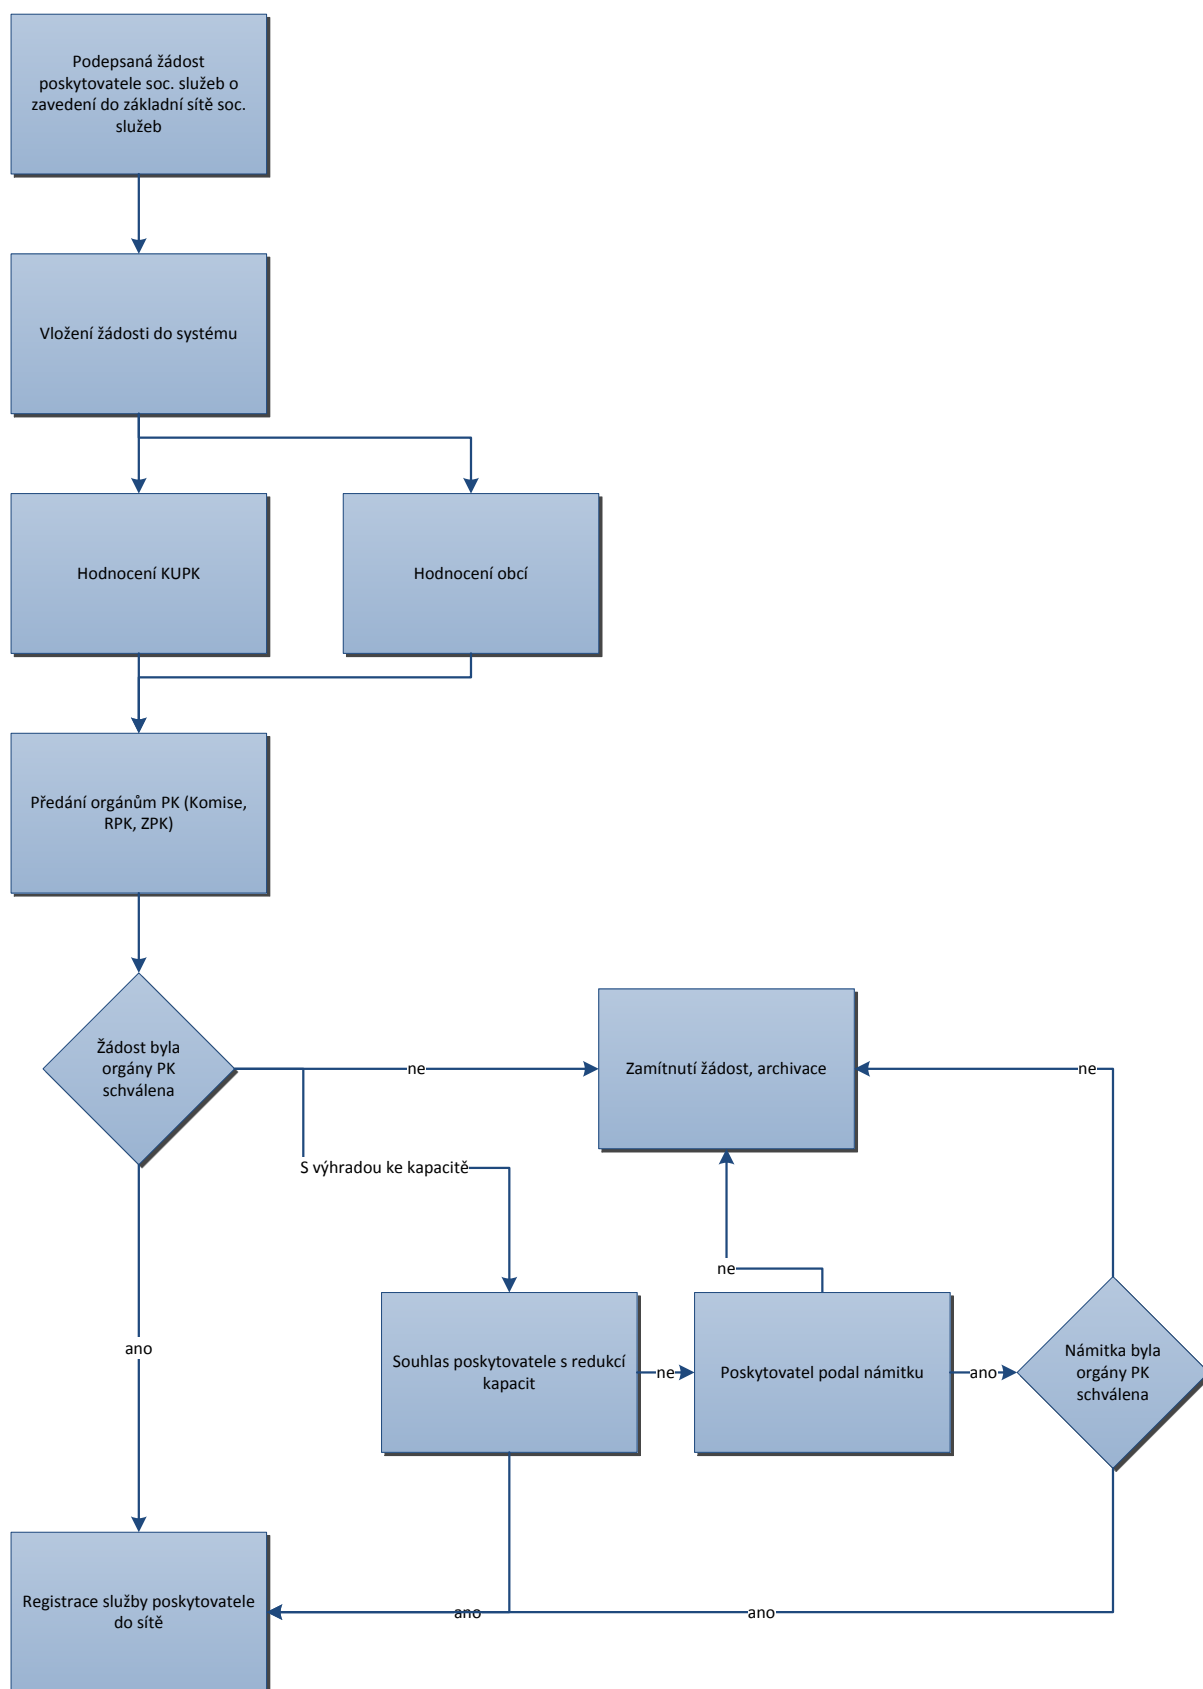 Podepsaná žádost
poskytovatele soc. služeb o
zavedení do základní sítě soc.
služeb
Vložení žádosti do systému
Hodnocení KUPK
Hodnocení obcí
Předání orgánům PK (Komise,
RPK, ZPK)
Žádost byla
orgány PK
schválena
ne
Zamítnutí žádost, archivace
ne
S výhradou ke kapacitě
ne
ano
Souhlas poskytovatele s redukcí
kapacit
ne
Poskytovatel podal námitku
ano
Námitka byla
orgány PK
schválena
Registrace služby poskytovatele
do sítě
ano
ano